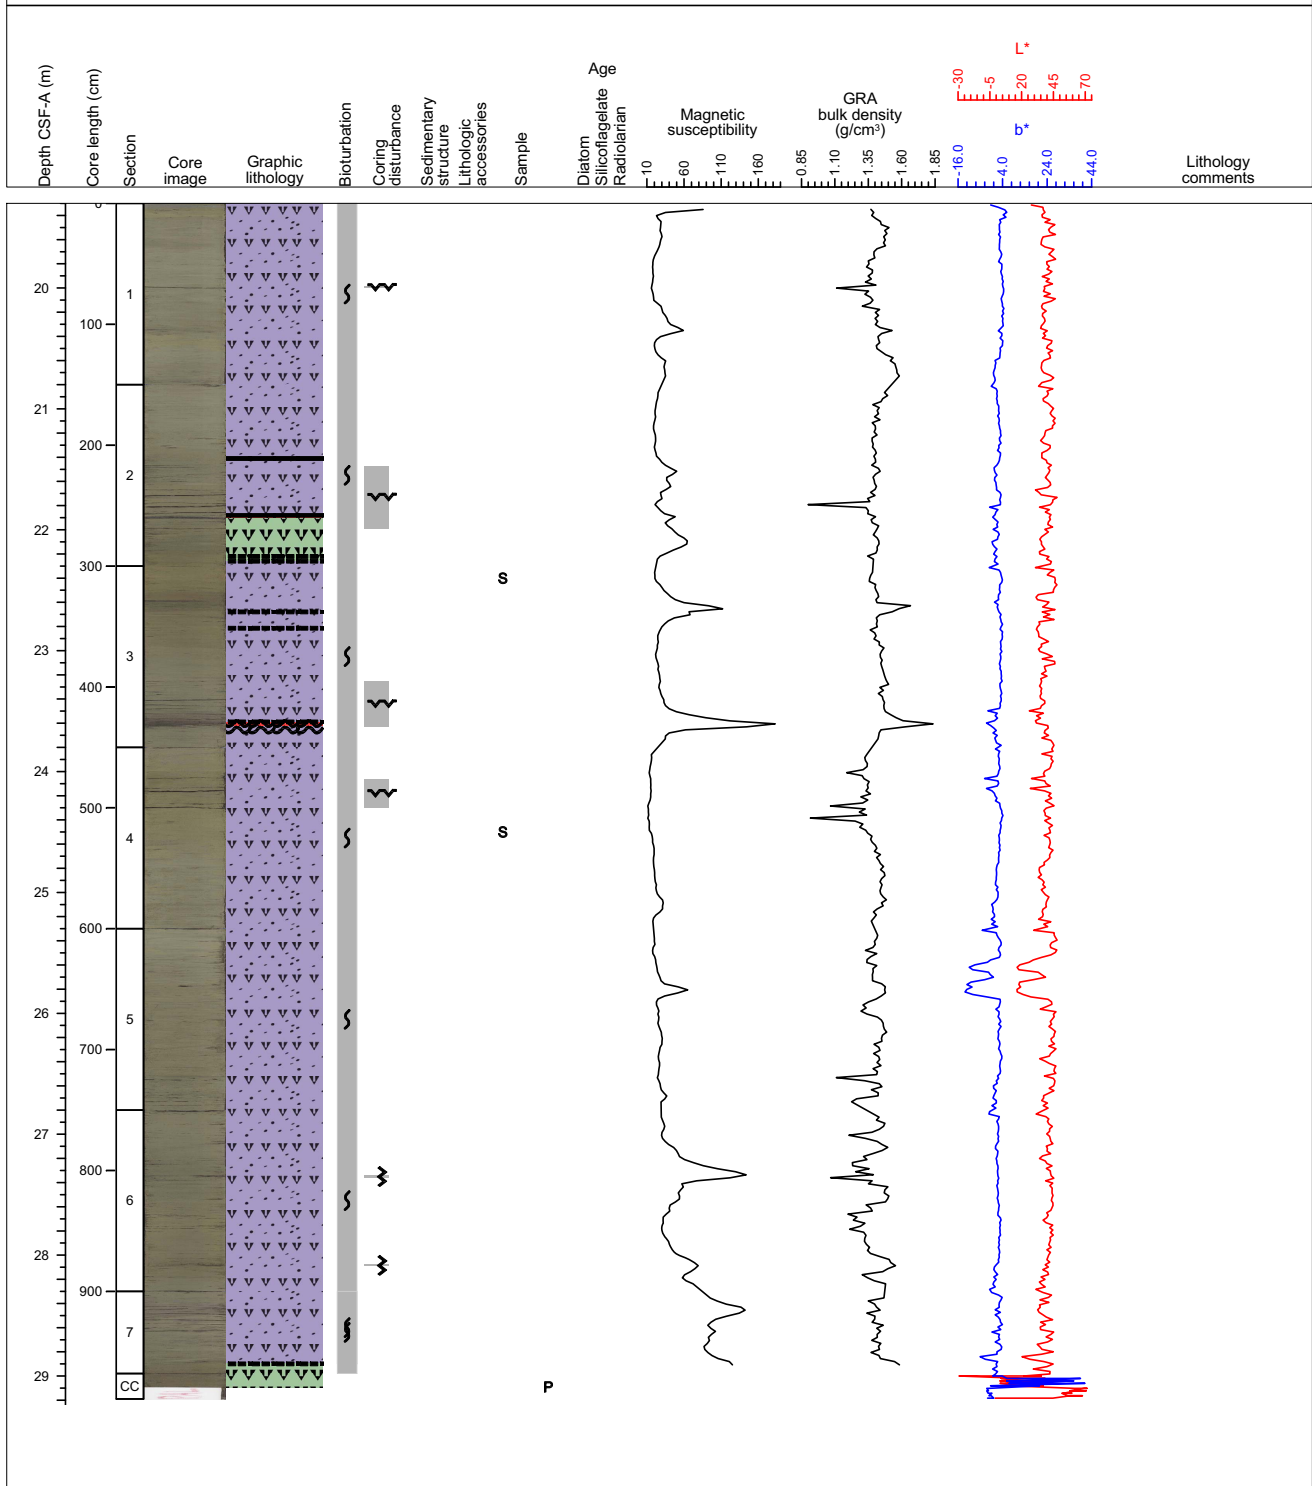 Depth CSF-A (m)
Core length (cm)
Section
Core
image
Graphic
lithology
Bioturbation
Coring
disturbance
Sedimentary
structure
Lithologic
accessories
Sample
Age
Diatom
Silicoflagelate
Radiolarian
Magnetic
susceptibility
10 60 110 160
GRA
bulk density
(g/cm³)
0.85 1.10 1.35 1.60 1.85
L*
-30 -5 20 45 70
b*
-16.0 4.0 24.0 44.0
Lithology
comments
0
1
20
100
21
200
2
22
300
S
23
3
400
24
500
S
4
25
600
26
5
700
27
800
6
28
900
7
29
CC
P